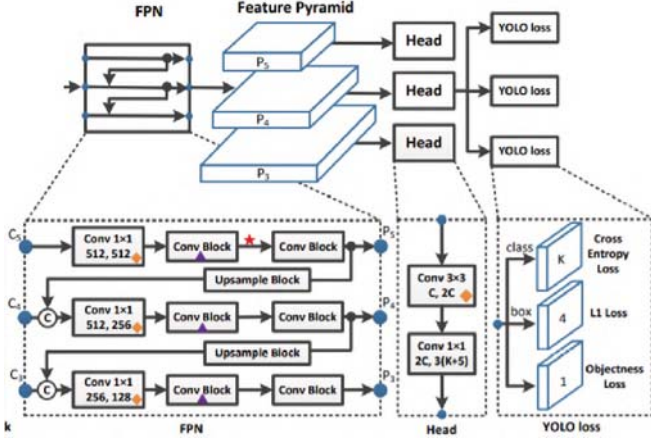 FPN
Feature Pyramid
P5
P4
P3
Head
Head
Head
YOLO loss
YOLO loss
YOLO loss
C5
Conv 1×1
512, 512
Conv Block
Conv Block
P5
Upsample Block
C4
C
Conv 1×1
512, 256
Conv Block
Conv Block
P4
Upsample Block
C3
C
Conv 1×1
256, 128
Conv Block
Conv Block
P3
k
FPN
Conv 3×3
C, 2C
Conv 1×1
2C, 3(K+5)
Head
class
K
Cross
Entropy
Loss
box
4
L1 Loss
1
Objectness
Loss
YOLO loss